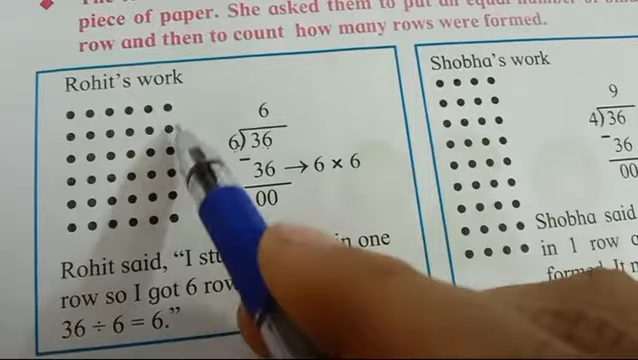 piece of paper. She asked them to put an equal number of
row and then to count how many rows were formed.
Rohit's work
6
6)36
- 36 → 6 × 6
00
Rohit said, "I in one
row so I got 6
36 ÷ 6 = 6."
Shobha's work
9
4)36
- 36
00
Shobha said
in 1 row